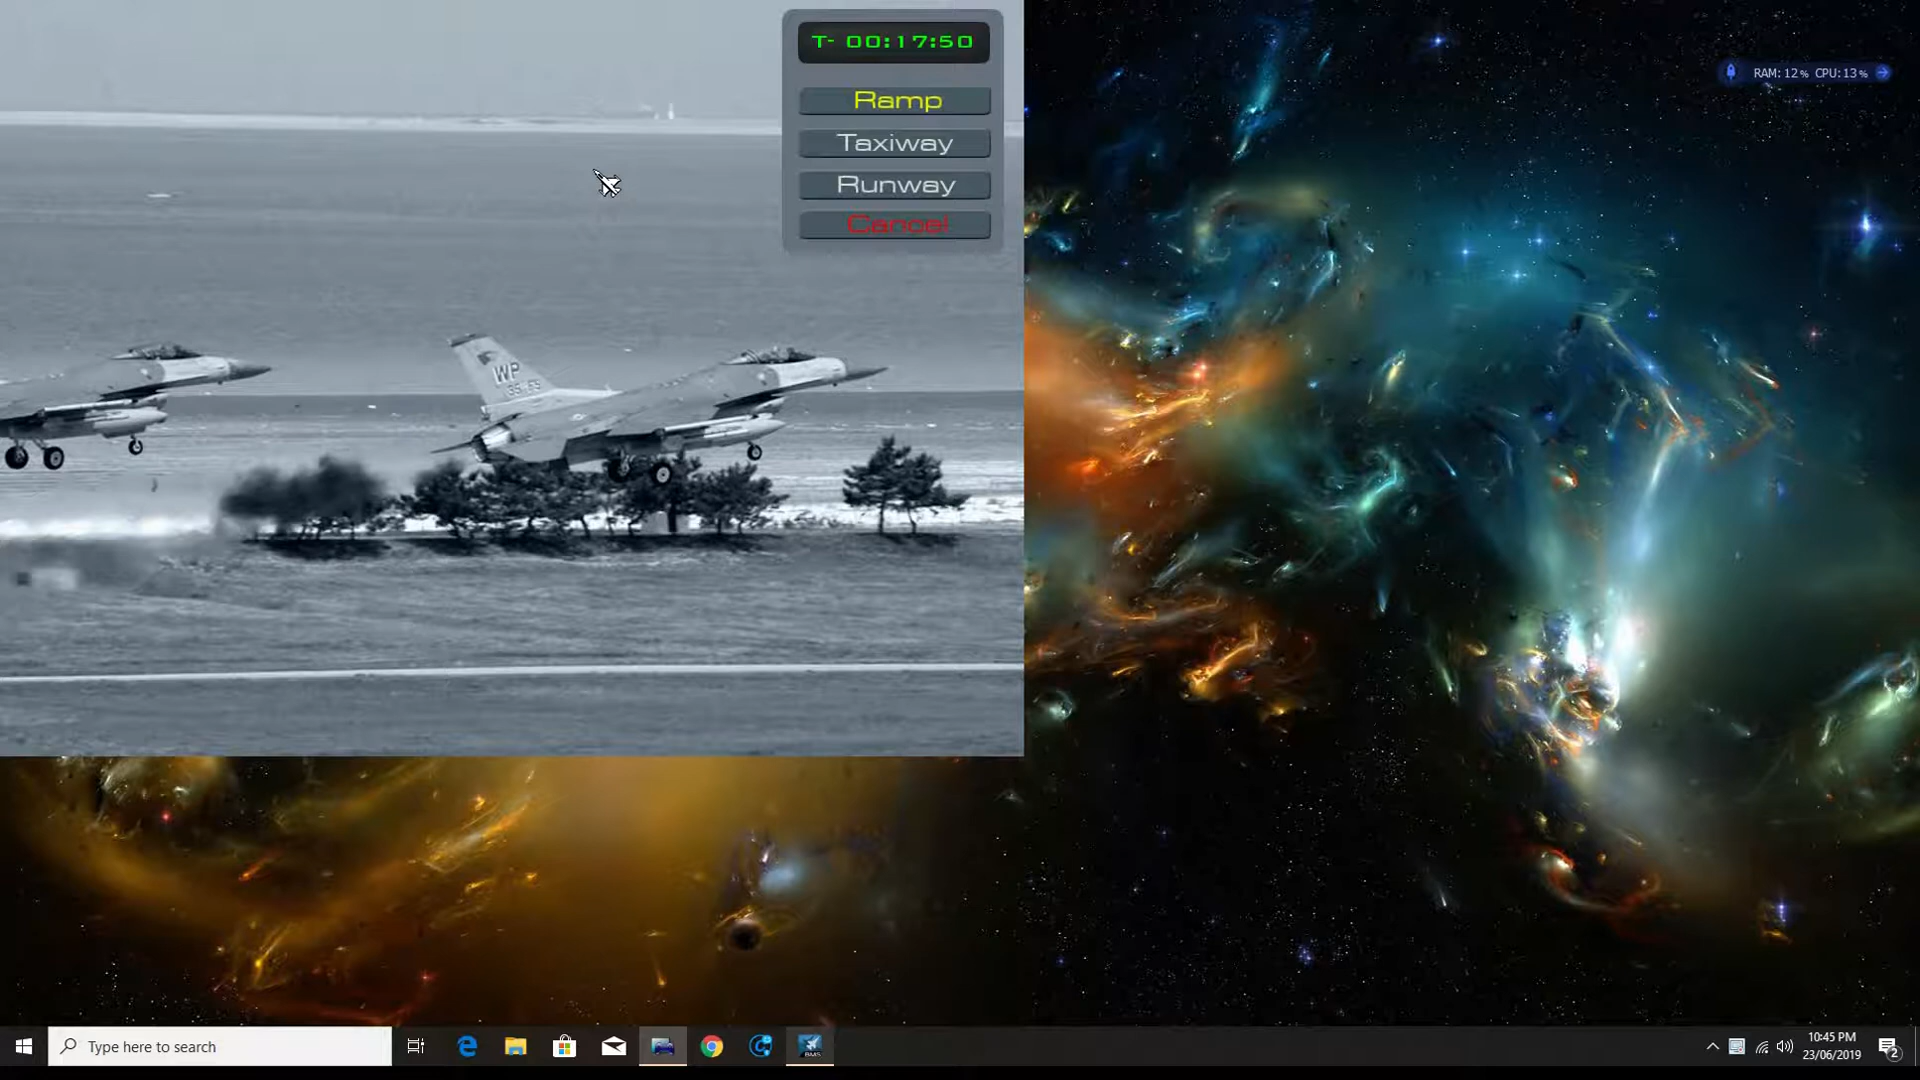 T- 00:17:50
Ramp
Taxiway
Runway
Cancel
RAM: 12% CPU: 13%
WP
Type here to search
BMS
10:45 PM
23/06/2019
2